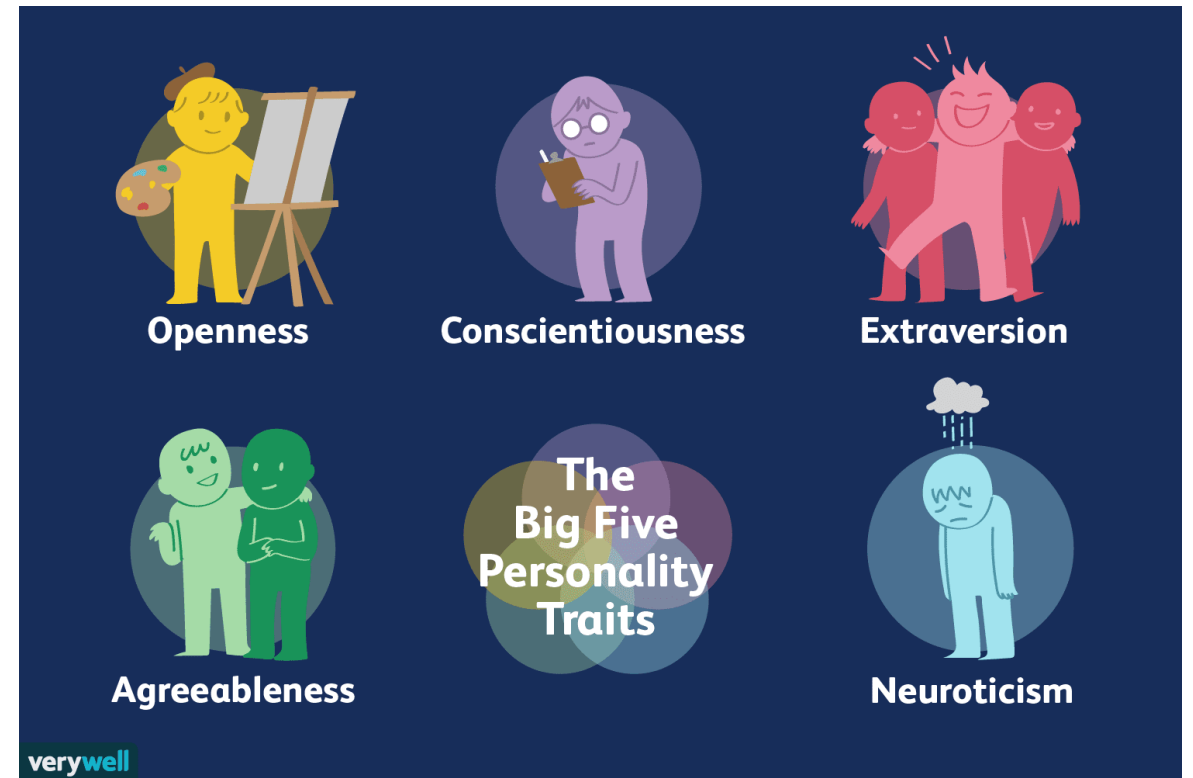 Openness
Conscientiousness
Extraversion
Agreeableness
The
Big Five
Personality
Traits
Neuroticism
verywell